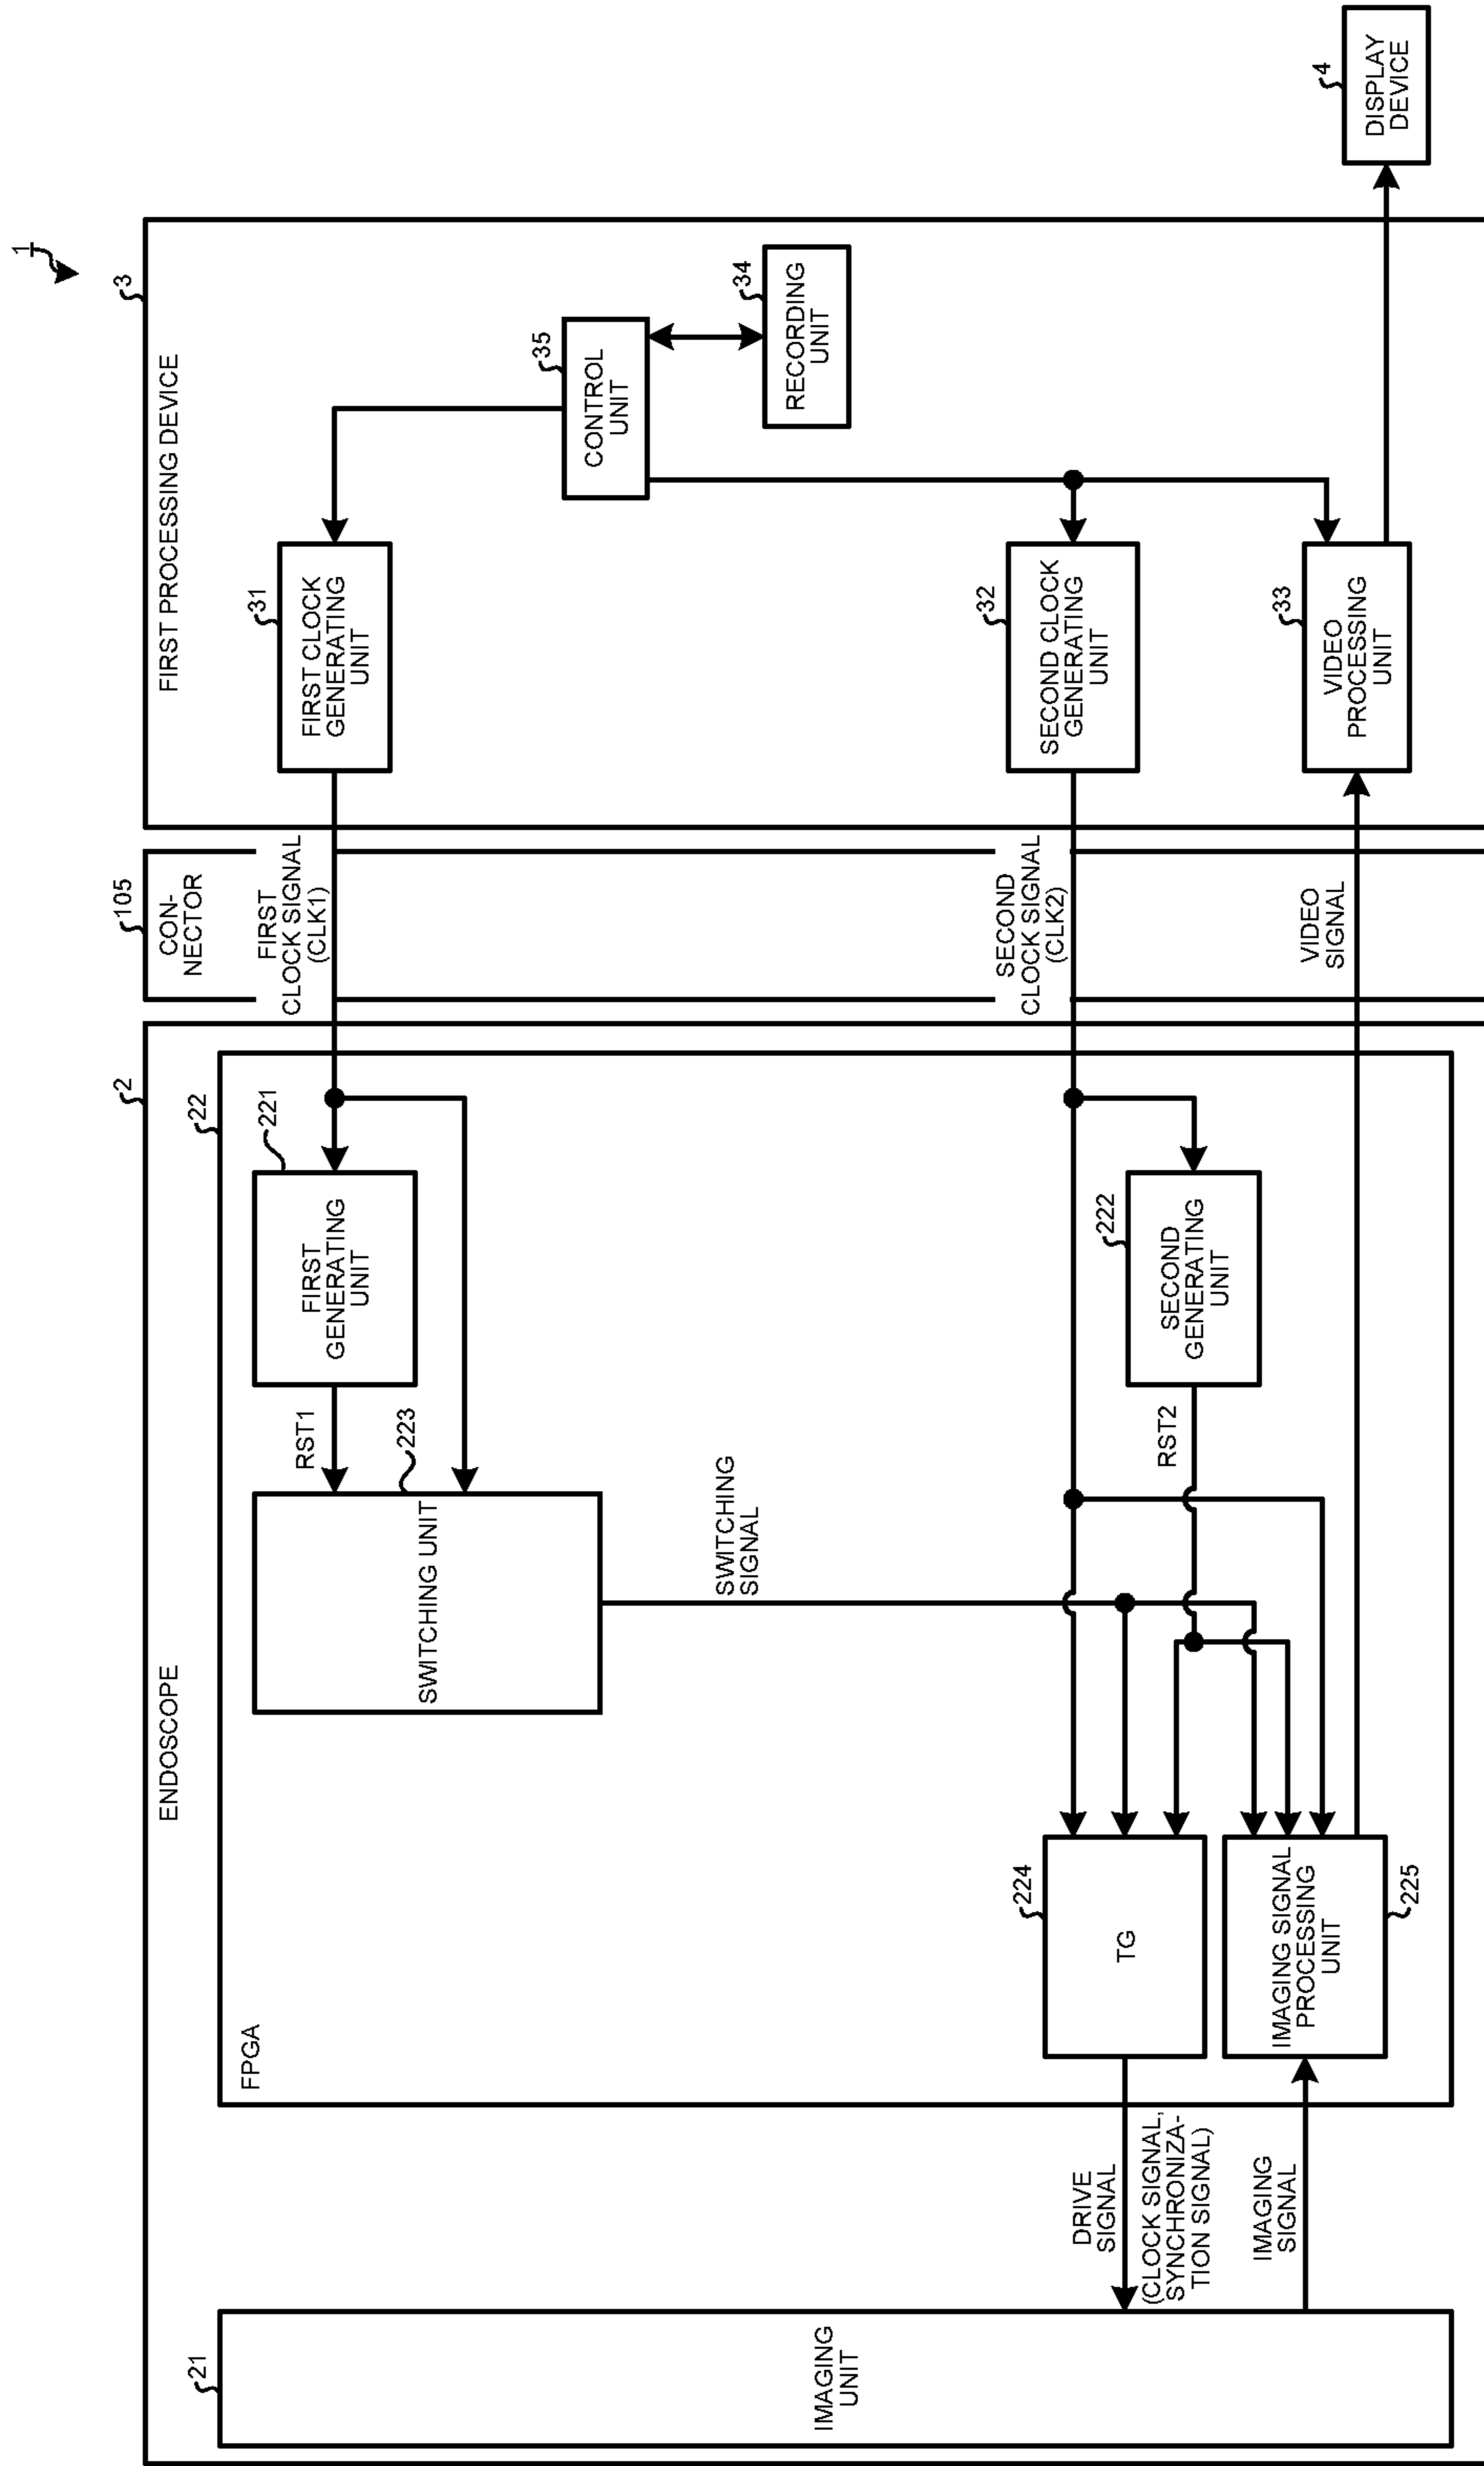 1
2
ENDOSCOPE
21
IMAGING
UNIT
22
FPGA
DRIVE
SIGNAL
(CLOCK SIGNAL,
SYNCHRONIZA-
TION SIGNAL)
IMAGING
SIGNAL
223
SWITCHING UNIT
RST1
221
FIRST
GENERATING
UNIT
SWITCHING
SIGNAL
224
TG
RST2
222
SECOND
GENERATING
UNIT
IMAGING SIGNAL
PROCESSING
UNIT
225
105
CON-
NECTOR
FIRST
CLOCK SIGNAL
(CLK1)
SECOND
CLOCK SIGNAL
(CLK2)
VIDEO
SIGNAL
3
FIRST PROCESSING DEVICE
31
FIRST CLOCK
GENERATING
UNIT
35
CONTROL
UNIT
34
RECORDING
UNIT
32
SECOND CLOCK
GENERATING
UNIT
33
VIDEO
PROCESSING
UNIT
4
DISPLAY
DEVICE